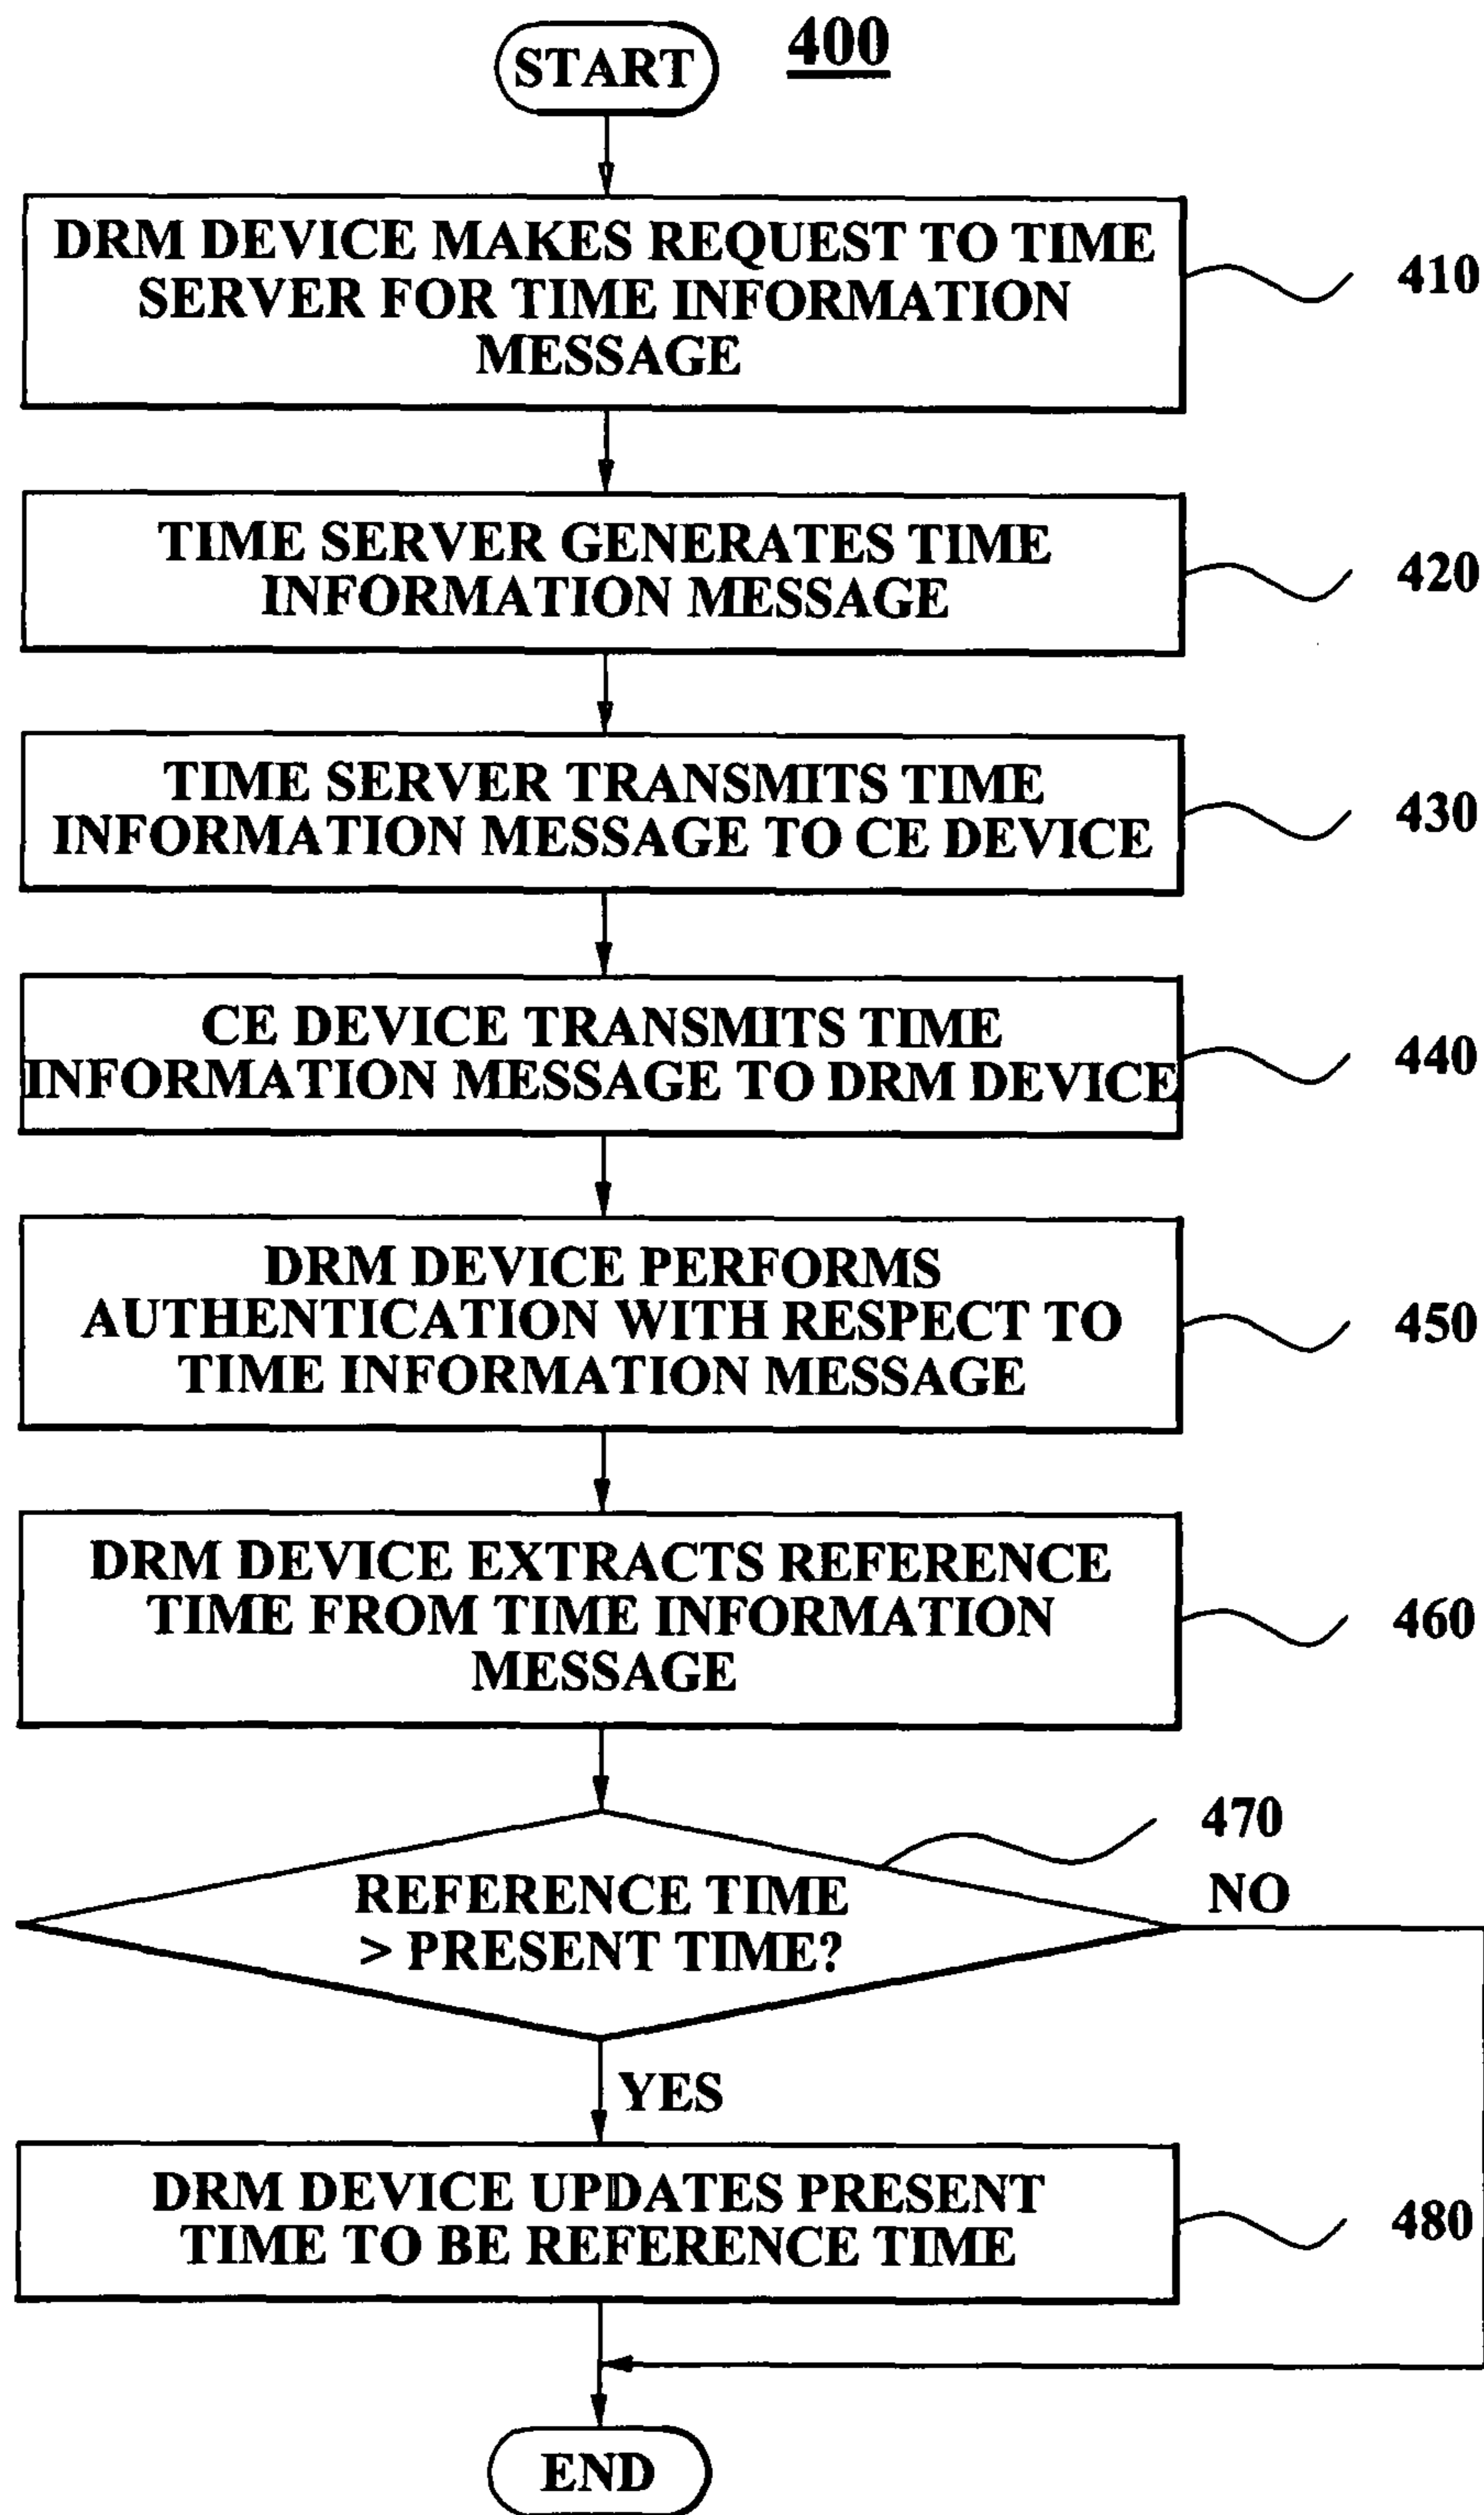 START
400
DRM DEVICE MAKES REQUEST TO TIME
SERVER FOR TIME INFORMATION
MESSAGE
410
TIME SERVER GENERATES TIME
INFORMATION MESSAGE
420
TIME SERVER TRANSMITS TIME
INFORMATION MESSAGE TO CE DEVICE
430
CE DEVICE TRANSMITS TIME
INFORMATION MESSAGE TO DRM DEVICE
440
DRM DEVICE PERFORMS
AUTHENTICATION WITH RESPECT TO
TIME INFORMATION MESSAGE
450
DRM DEVICE EXTRACTS REFERENCE
TIME FROM TIME INFORMATION
MESSAGE
460
470
REFERENCE TIME
> PRESENT TIME?
NO
YES
DRM DEVICE UPDATES PRESENT
TIME TO BE REFERENCE TIME
480
END